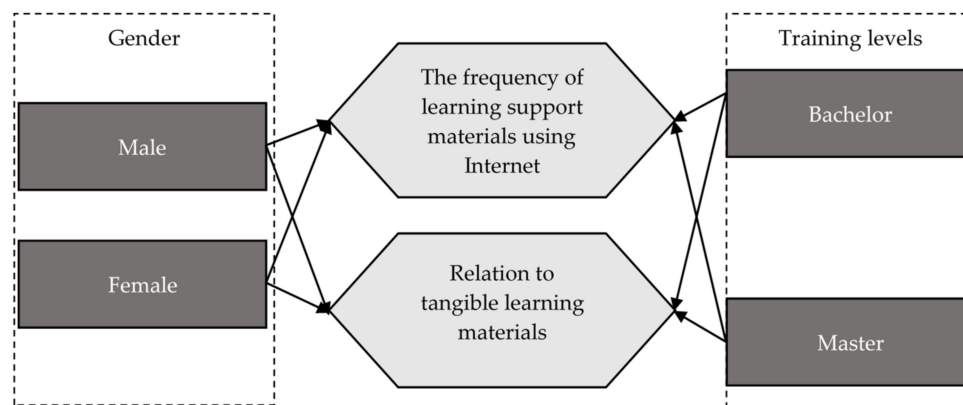 Gender
Male
Female
The frequency of
learning support
materials using
Internet
Relation to
tangible learning
materials
Training levels
Bachelor
Master